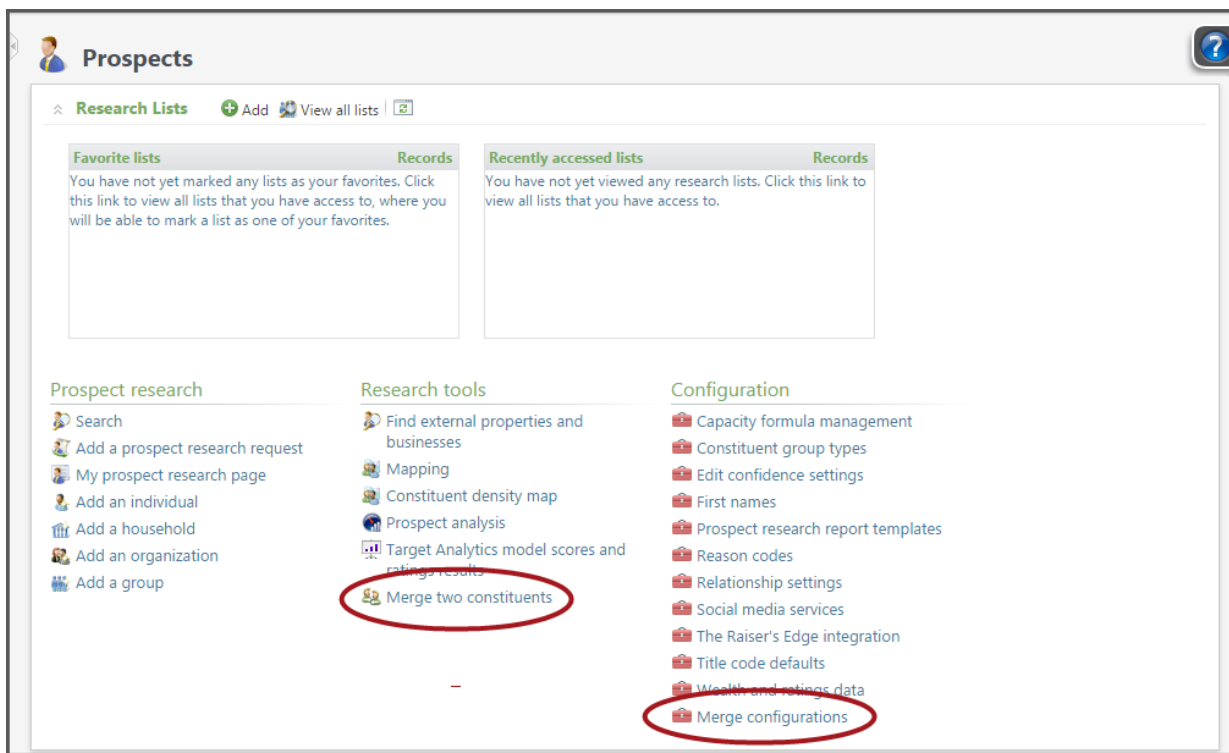 Prospects
Research Lists Add View all lists
Favorite lists Records
You have not yet marked any lists as your favorites. Click
this link to view all lists that you have access to, where you
will be able to mark a list as one of your favorites.
Recently accessed lists Records
You have not yet viewed any research lists. Click this link to
view all lists that you have access to.
Prospect research
Search
Add a prospect research request
My prospect research page
Add an individual
Add a household
Add an organization
Add a group
Research tools
Find external properties and
businesses
Mapping
Constituent density map
Prospect analysis
Target Analytics model scores and
ratings results
Merge two constituents
Configuration
Capacity formula management
Constituent group types
Edit confidence settings
First names
Prospect research report templates
Reason codes
Relationship settings
Social media services
The Raiser's Edge integration
Title code defaults
Wealth and ratings data
Merge configurations